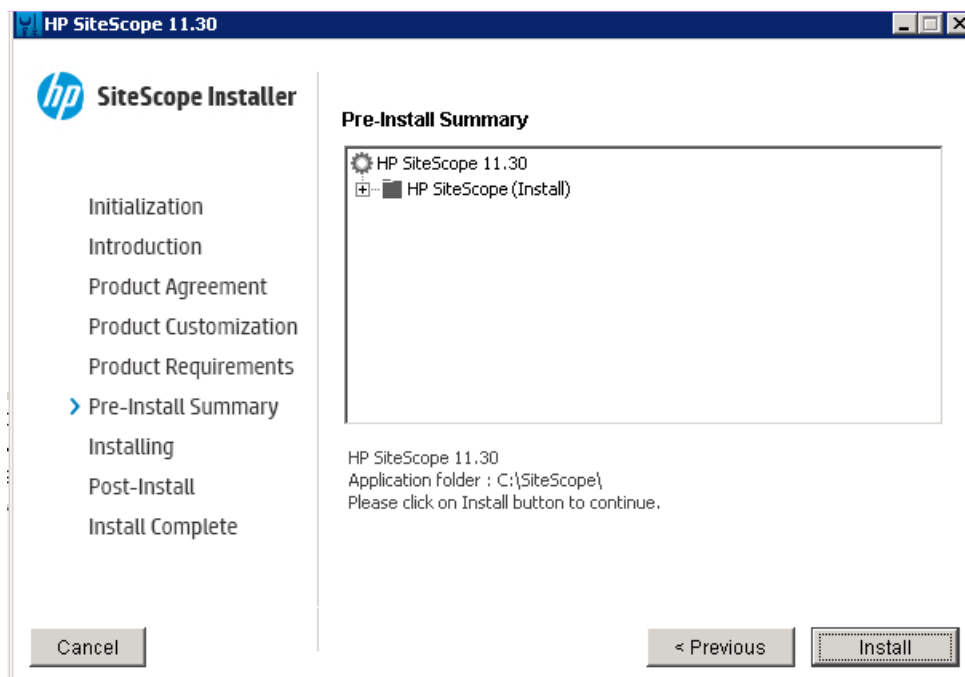 HP SiteScope 11.30
hp SiteScope Installer
Initialization
Introduction
Product Agreement
Product Customization
Product Requirements
Pre-Install Summary
Installing
Post-Install
Install Complete
Pre-Install Summary
HP SiteScope 11.30
HP SiteScope (Install)
HP SiteScope 11.30
Application folder : C:\SiteScope\
Please click on Install button to continue.
Cancel
< Previous
Install